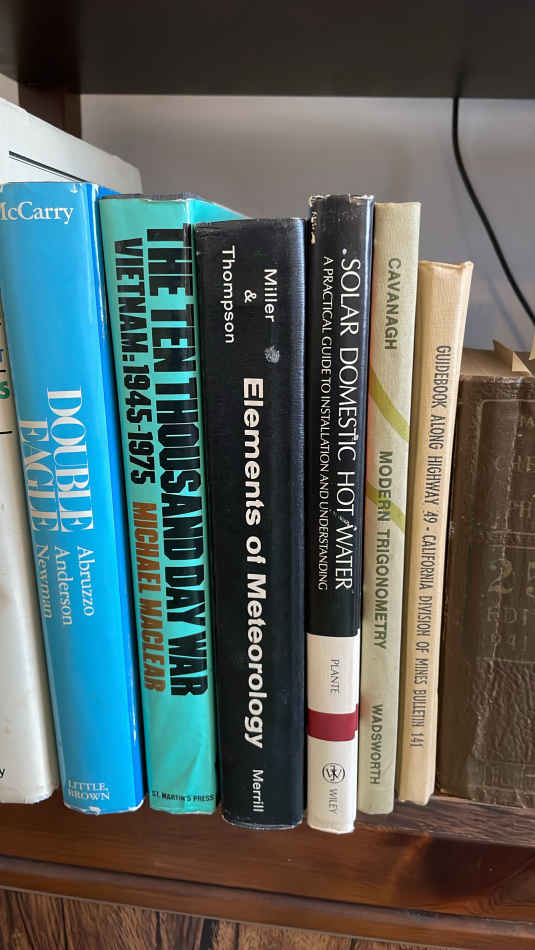 McCarry
DOUBLE
EAGLE
Abruzzo
Anderson
Newman
LITTLE,
BROWN
THE TEN THOUSAND DAY WAR
VIETNAM: 1945-1975
MICHAEL MACLEAR
ST. MARTIN'S PRESS
Miller
&
Thompson
Elements of Meteorology
Merrill
SOLAR DOMESTIC HOT WATER
A PRACTICAL GUIDE TO INSTALLATION AND UNDERSTANDING
PLANTE
WILEY
CAVANAGH
MODERN TRIGONOMETRY
WADSWORTH
GUIDEBOOK ALONG HIGHWAY 49 • CALIFORNIA DIVISION OF MINES BULLETIN 141